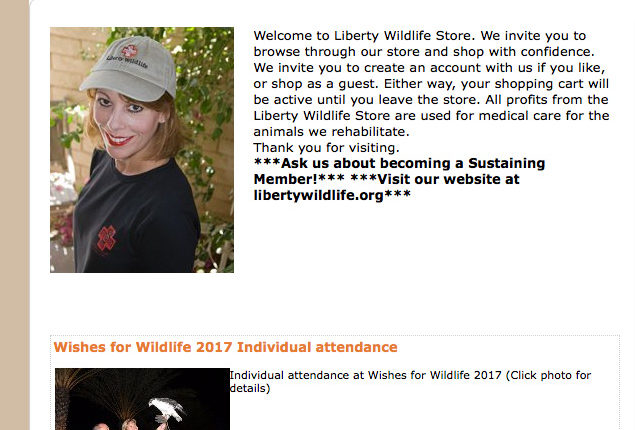 Liberty Wildlife
Welcome to Liberty Wildlife Store. We invite you to
browse through our store and shop with confidence.
We invite you to create an account with us if you like,
or shop as a guest. Either way, your shopping cart will
be active until you leave the store. All profits from the
Liberty Wildlife Store are used for medical care for the
animals we rehabilitate.
Thank you for visiting.
***Ask us about becoming a Sustaining
Member!*** ***Visit our website at
libertywildlife.org***
Wishes for Wildlife 2017 Individual attendance
Individual attendance at Wishes for Wildlife 2017 (Click photo for
details)